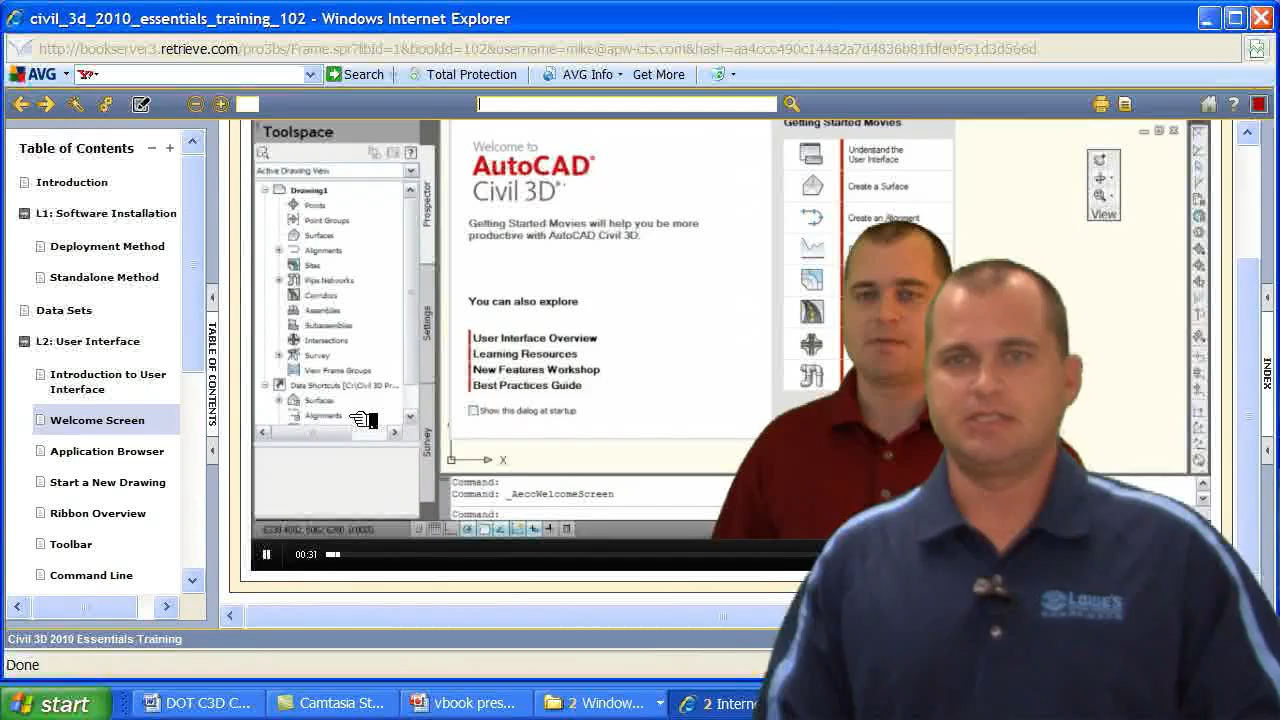 civil_3d_2010_essentials_training_102 - Windows Internet Explorer
AVG
Search
Total Protection
AVG Info
Get More
Table of Contents
Introduction
L1: Software Installation
Deployment Method
Standalone Method
Data Sets
L2: User Interface
Introduction to User
Interface
Welcome Screen
Application Browser
Start a New Drawing
Ribbon Overview
Toolbar
Command Line
TABLE OF CONTENTS
Toolspace
Active Drawing View
Drawing1
Points
Point Groups
Surfaces
Alignments
Sites
Pipe Networks
Corridors
Assemblies
Subassemblies
Intersections
Survey
View Frame Groups
Data Shortcuts [C:\Civil 3D Pr...
Surfaces
Alignments
Prospector
Settings
Survey
Welcome to
AutoCAD®
Civil 3D®
Getting Started Movies will help you be more
productive with AutoCAD Civil 3D.
You can also explore
User Interface Overview
Learning Resources
New Features Workshop
Best Practices Guide
Show this dialog at startup
X
Getting Started Movies
Understand the
User Interface
Create a Surface
Create an Alignment
View
Command:
Command: _AeccWelcomeScreen
Command:
00:31
INDEX
LOWE'S
Civil 3D 2010 Essentials Training
Done
start
DOT C3D C...
Camtasia St...
vbook pres...
2 Window...
2 Intern